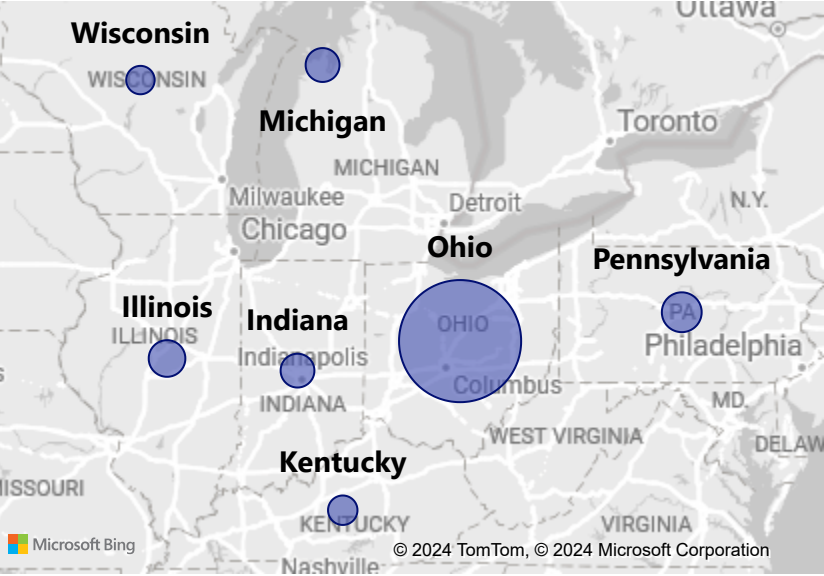 Ottawa
Wisconsin
WISCONSIN
Michigan
Toronto
MICHIGAN
Milwaukee
Detroit
N.Y.
Chicago
Ohio
Pennsylvania
Illinois
Indiana
ILLINOIS
OHIO
PA
Indianapolis
Philadelphia
Columbus
INDIANA
MD
WEST VIRGINIA
DELAW
Kentucky
ISSOURI
KENTUCKY
VIRGINIA
Microsoft Bing
© 2024 TomTom, © 2024 Microsoft Corporation
Nashville